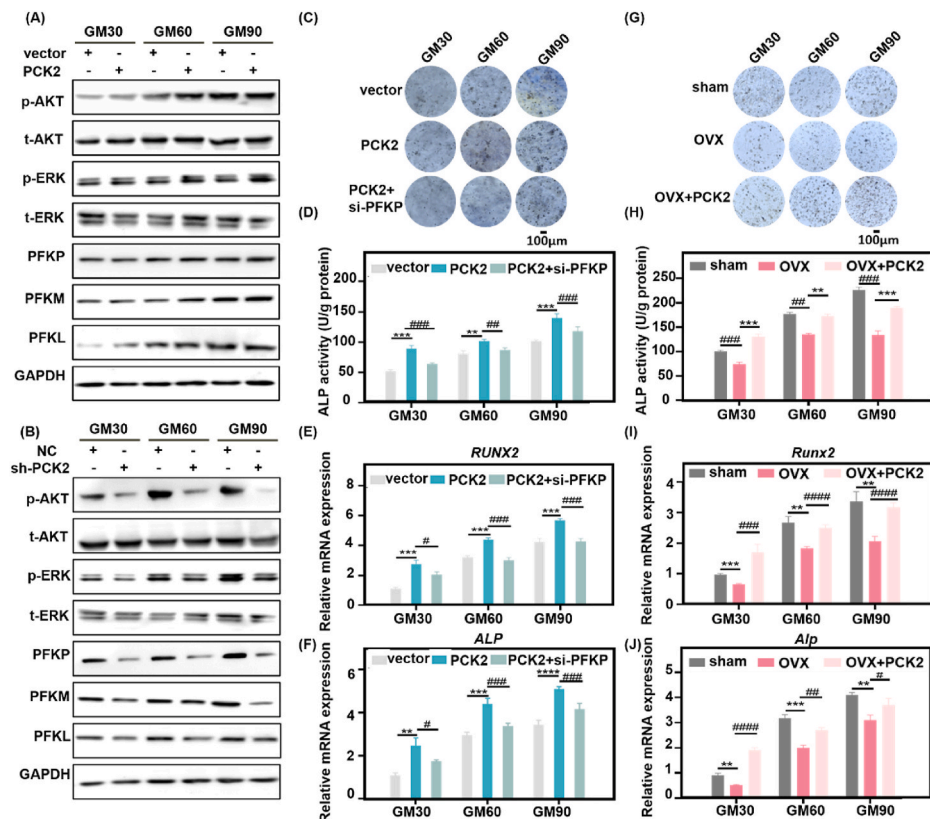 (A)
GM30 GM60 GM90
vector + - + - + -
PCK2 - + - + - +
p-AKT
t-AKT
p-ERK
t-ERK
PFKP
PFKM
PFKL
GAPDH
(B)
GM30 GM60 GM90
NC + - + - + -
sh-PCK2 - + - + - +
p-AKT
t-AKT
p-ERK
t-ERK
PFKP
PFKM
PFKL
GAPDH
(C)
GM30 GM60 GM90
vector
PCK2
PCK2+
si-PFKP
100μm
(D)
vector PCK2 PCK2+si-PFKP
ALP activity (U/g protein)
200
150
100
50
0
*** ### ** ## *** ###
GM30 GM60 GM90
(E)
RUNX2
vector PCK2 PCK2+si-PFKP
Relative mRNA expression
6
4
2
0
*** # *** ### *** ###
GM30 GM60 GM90
(F)
ALP
vector PCK2 PCK2+si-PFKP
Relative mRNA expression
6
4
2
0
** # *** ### **** ###
GM30 GM60 GM90
(G)
GM30 GM60 GM90
sham
OVX
OVX+PCK2
100μm
(H)
sham OVX OVX+PCK2
ALP activity (U/g protein)
250
200
150
100
50
0
### *** ## ** ### ***
GM30 GM60 GM90
(I)
Runx2
sham OVX OVX+PCK2
Relative mRNA expression
4
3
2
1
0
*** ### ** #### ** ####
GM30 GM60 GM90
(J)
Alp
sham OVX OVX+PCK2
Relative mRNA expression
4
3
2
1
0
** #### *** ## ** #
GM30 GM60 GM90